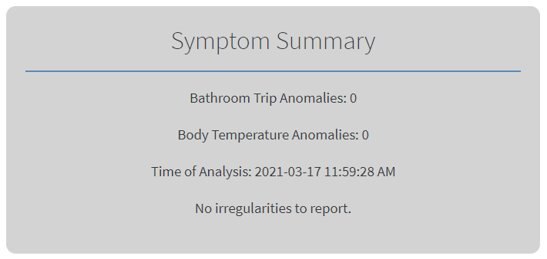 Symptom Summary
Bathroom Trip Anomalies: 0
Body Temperature Anomalies: 0
Time of Analysis: 2021-03-17 11:59:28 AM
No irregularities to report.